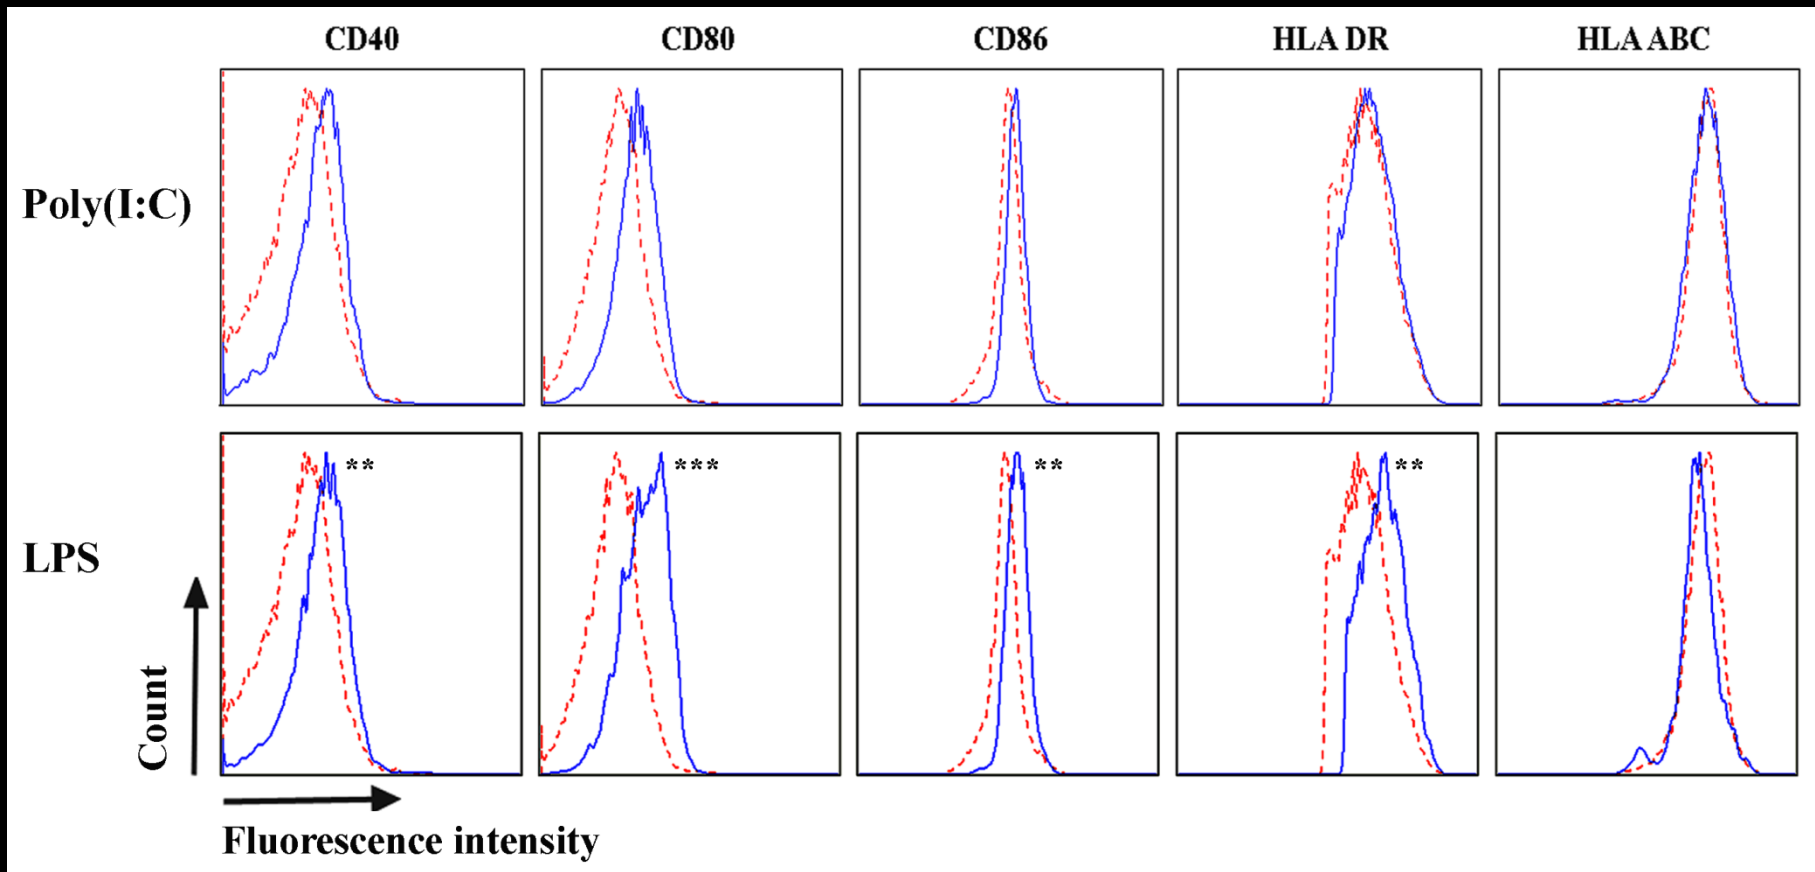 CD40 CD80 CD86 HLA DR HLA ABC
Poly(I:C)
** *** ** **
LPS
Count
Fluorescence intensity